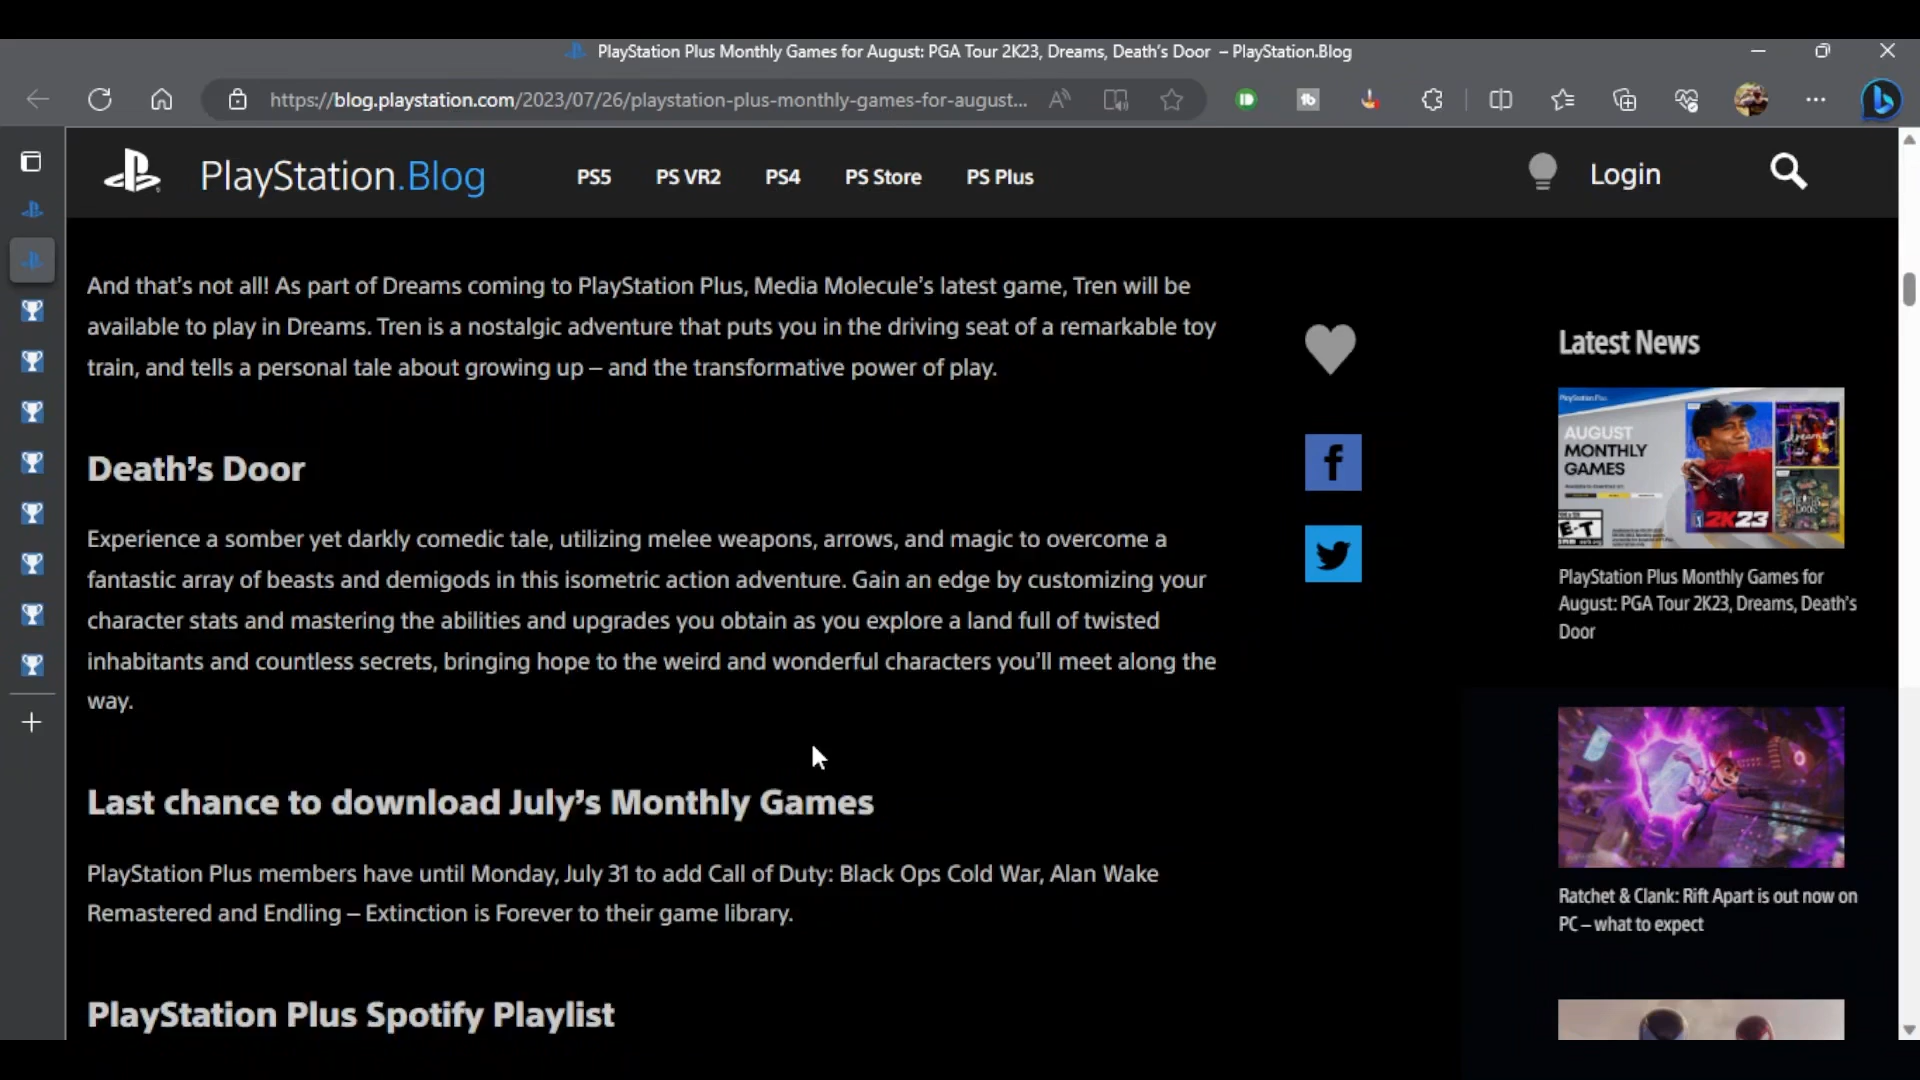 PlayStation Plus Monthly Games for August: PGA Tour 2K23, Dreams, Death's Door – PlayStation.Blog
https://blog.playstation.com/2023/07/26/playstation-plus-monthly-games-for-august...
PlayStation.Blog
PS5 PS VR2 PS4 PS Store PS Plus
Login
And that's not all! As part of Dreams coming to PlayStation Plus, Media Molecule's latest game, Tren will be
available to play in Dreams. Tren is a nostalgic adventure that puts you in the driving seat of a remarkable toy
train, and tells a personal tale about growing up – and the transformative power of play.
Death's Door
Experience a somber yet darkly comedic tale, utilizing melee weapons, arrows, and magic to overcome a
fantastic array of beasts and demigods in this isometric action adventure. Gain an edge by customizing your
character stats and mastering the abilities and upgrades you obtain as you explore a land full of twisted
inhabitants and countless secrets, bringing hope to the weird and wonderful characters you'll meet along the
way.
Last chance to download July's Monthly Games
PlayStation Plus members have until Monday, July 31 to add Call of Duty: Black Ops Cold War, Alan Wake
Remastered and Endling – Extinction is Forever to their game library.
PlayStation Plus Spotify Playlist
Latest News
PlayStation Plus
AUGUST
MONTHLY
GAMES
2K23
dreams
PlayStation Plus Monthly Games for
August: PGA Tour 2K23, Dreams, Death's
Door
Ratchet & Clank: Rift Apart is out now on
PC – what to expect